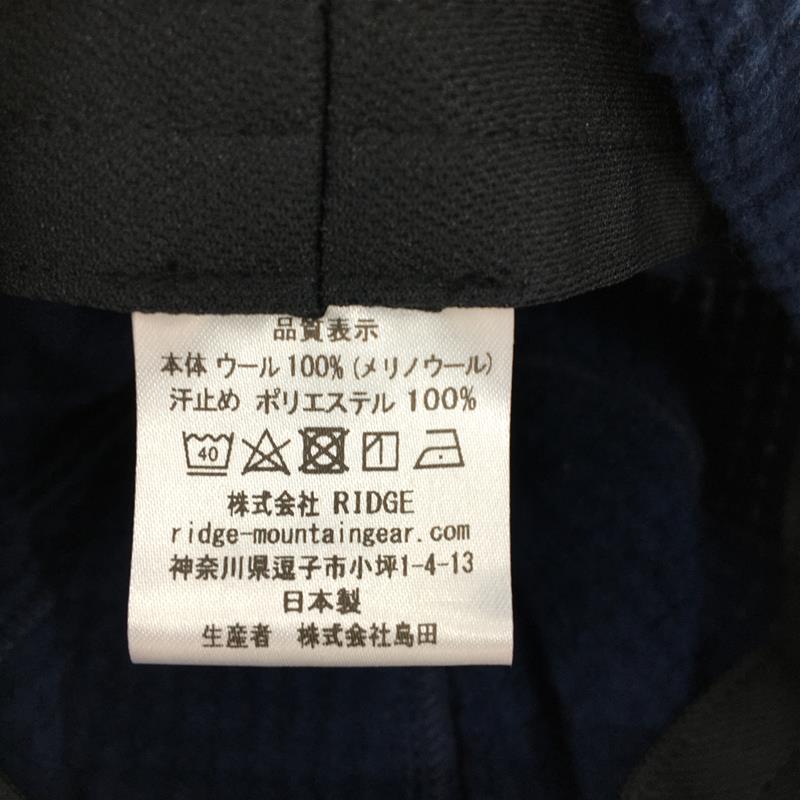 品質表示
本体 ウール 100% (メリノウール)
汗止め ポリエステル 100%
40
株式会社 RIDGE
ridge-mountaingear.com
神奈川県逗子市小坪1-4-13
日本製
生産者 株式会社島田